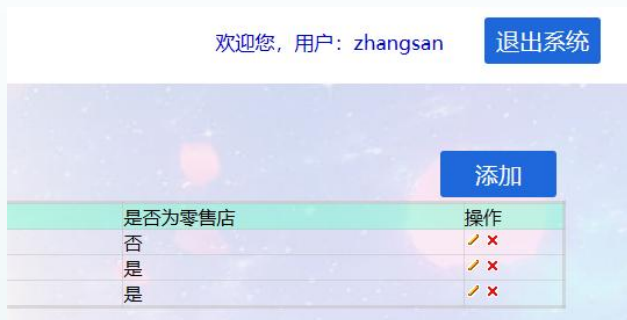 欢迎您，用户：zhangsan 退出系统
添加
是否为零售店 操作
否
是
是